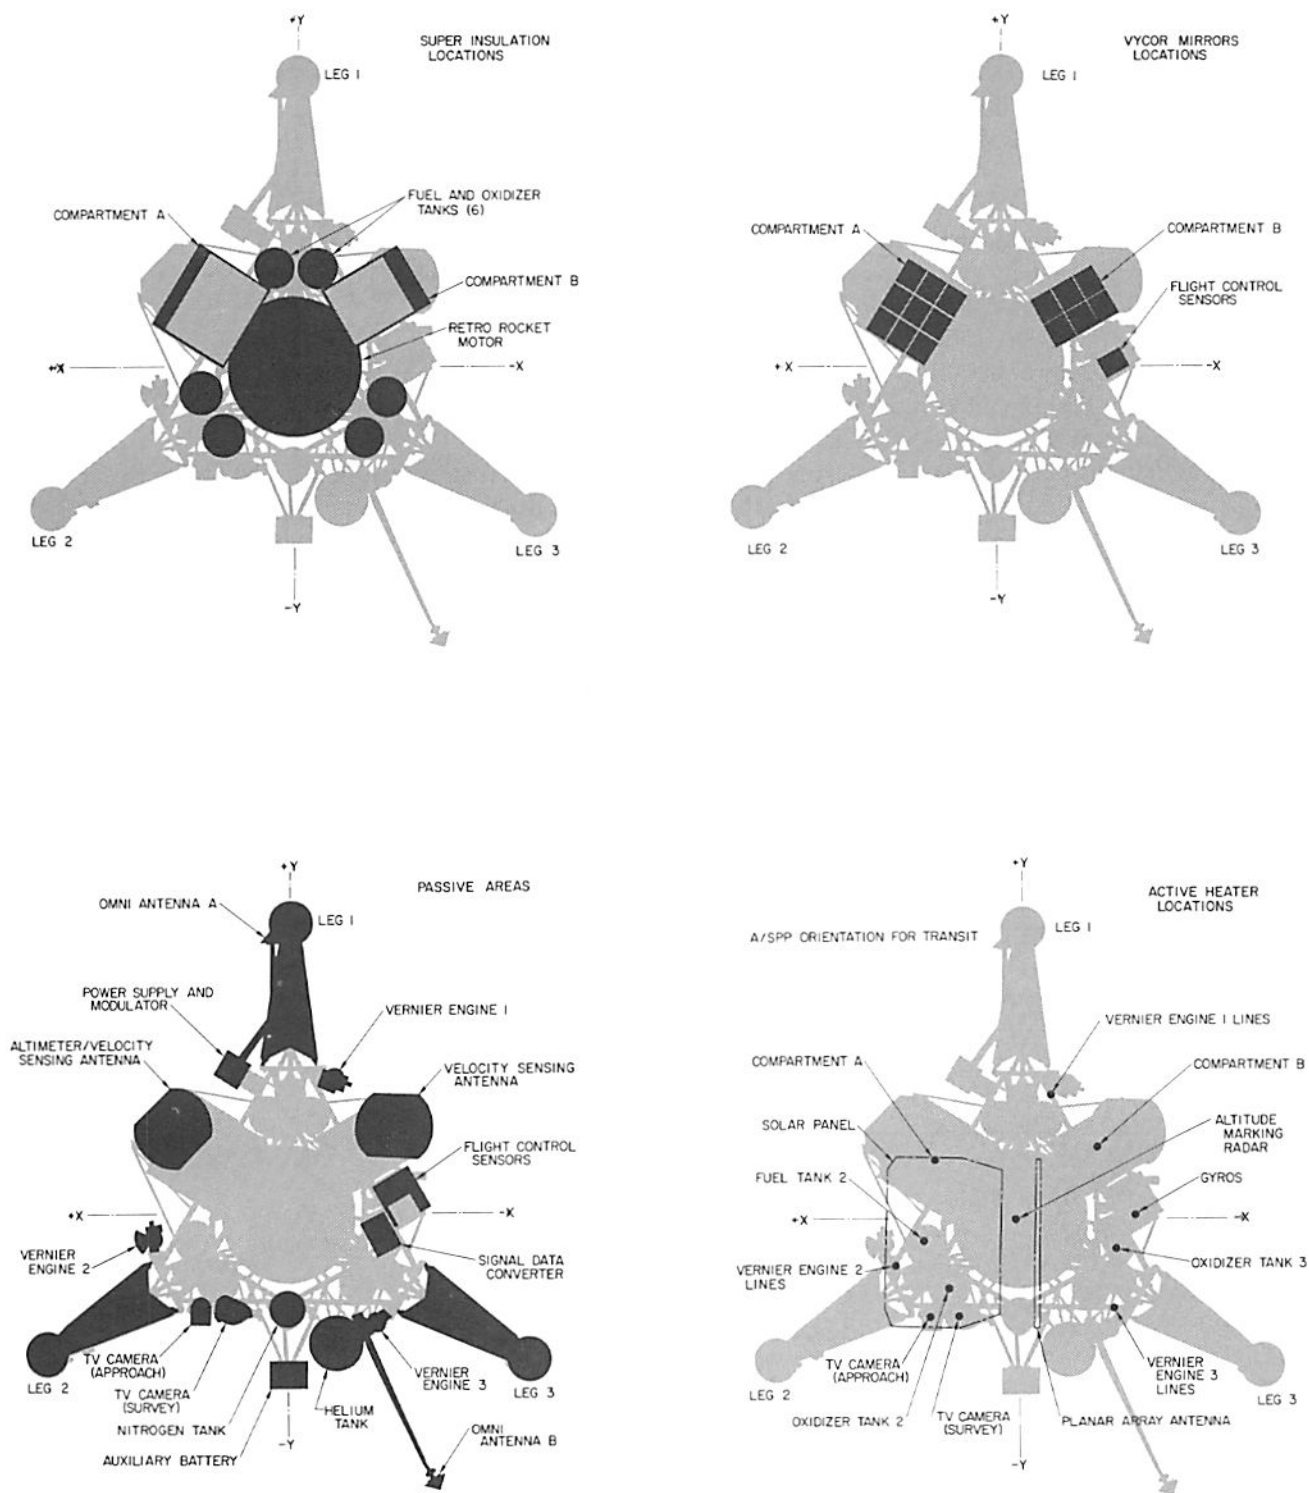 +Y
SUPER INSULATION
LOCATIONS
LEG 1
FUEL AND OXIDIZER
TANKS (6)
COMPARTMENT A
COMPARTMENT B
RETRO ROCKET
MOTOR
+X
-X
LEG 2
LEG 3
-Y
+Y
VYCOR MIRRORS
LOCATIONS
LEG 1
COMPARTMENT A
COMPARTMENT B
FLIGHT CONTROL
SENSORS
+X
-X
LEG 2
LEG 3
-Y
+Y
PASSIVE AREAS
OMNI ANTENNA A
LEG 1
POWER SUPPLY AND
MODULATOR
VERNIER ENGINE 1
ALTIMETER/VELOCITY
SENSING ANTENNA
VELOCITY SENSING
ANTENNA
FLIGHT CONTROL
SENSORS
+X
-X
VERNIER
ENGINE 2
SIGNAL DATA
CONVERTER
TV CAMERA
(APPROACH)
LEG 2
TV CAMERA
(SURVEY)
NITROGEN TANK
AUXILIARY BATTERY
HELIUM
TANK
VERNIER
ENGINE 3
LEG 3
-Y
OMNI
ANTENNA B
+Y
ACTIVE HEATER
LOCATIONS
LEG 1
A/SPP ORIENTATION FOR TRANSIT
VERNIER ENGINE 1 LINES
COMPARTMENT A
COMPARTMENT B
SOLAR PANEL
ALTITUDE
MARKING
RADAR
FUEL TANK 2
GYROS
+X
-X
OXIDIZER TANK 3
VERNIER ENGINE 2
LINES
TV CAMERA
(APPROACH)
LEG 2
OXIDIZER TANK 2
TV CAMERA
(SURVEY)
PLANAR ARRAY ANTENNA
VERNIER
ENGINE 3
LINES
LEG 3
-Y